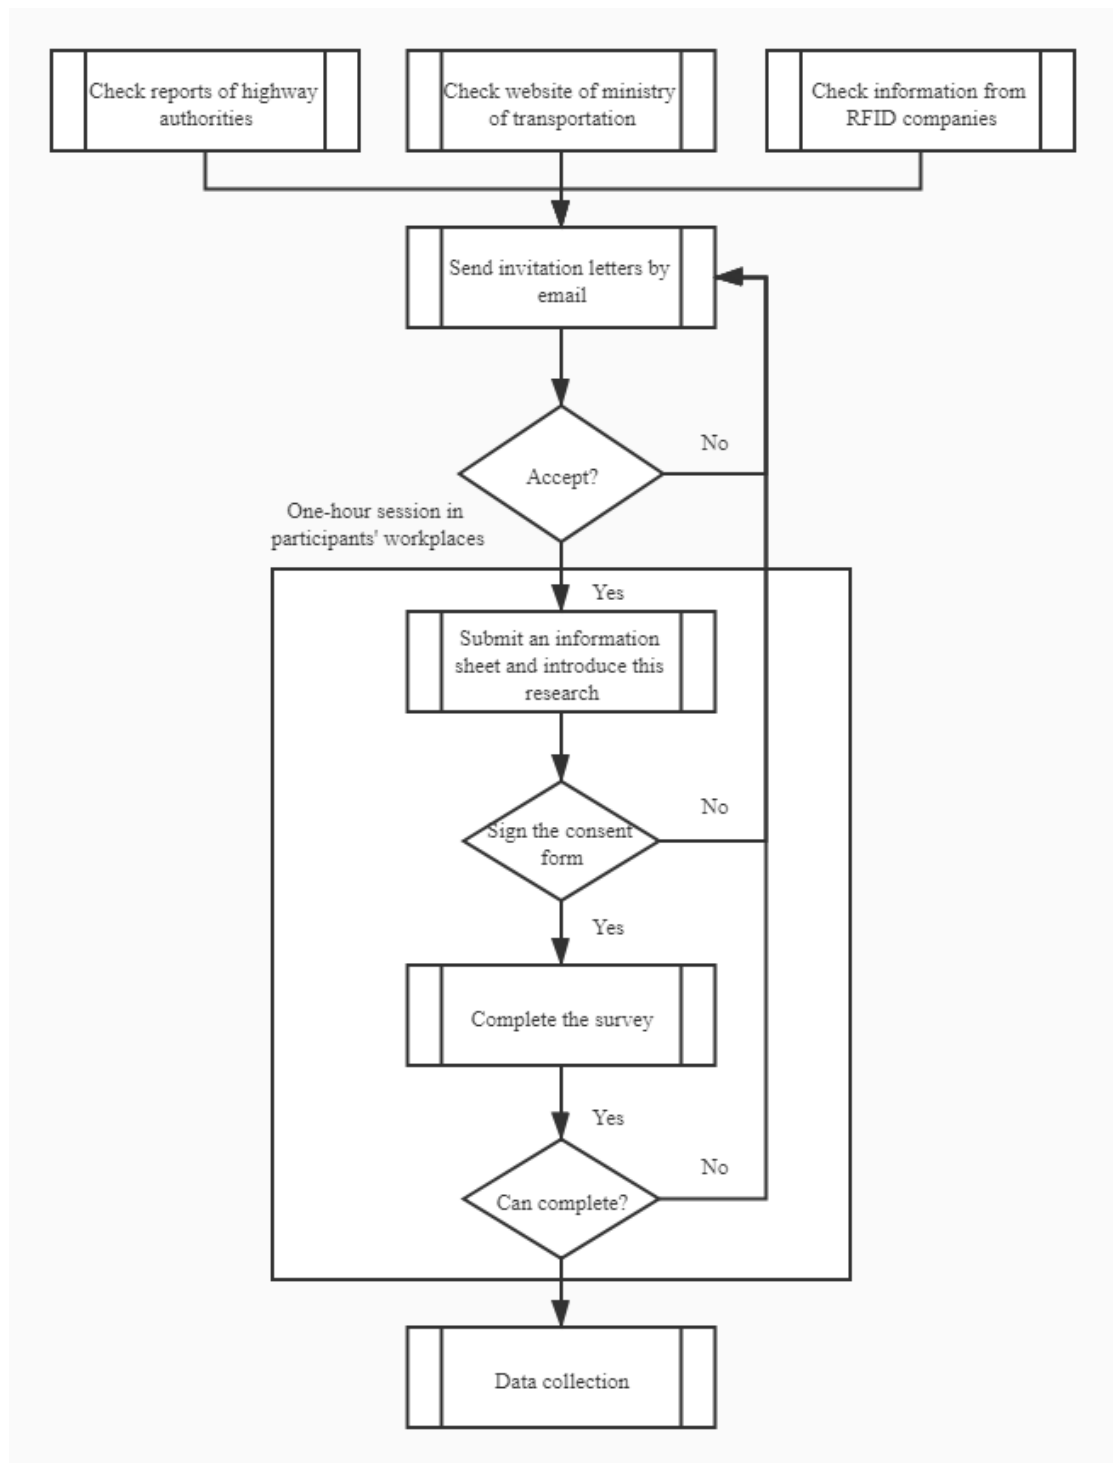 Check reports of highway
authorities
Check website of ministry
of transportation
Check information from
RFID companies
Send invitation letters by
email
No
Accept?
One-hour session in
participants' workplaces
Yes
Submit an information
sheet and introduce this
research
No
Sign the consent
form
Yes
Complete the survey
Yes
No
Can complete?
Data collection